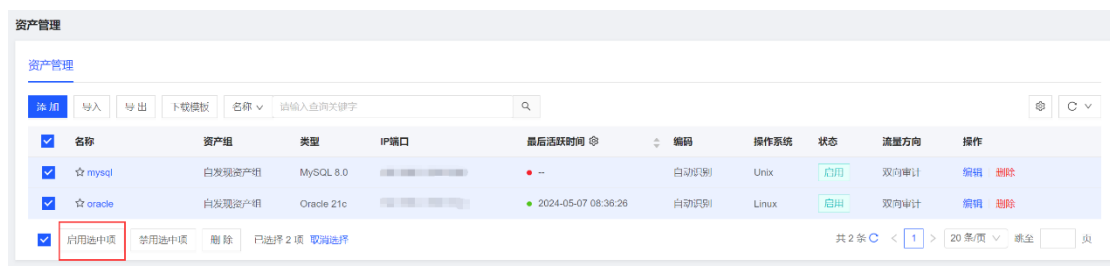 资产管理
资产管理
添 加 导入 导 出 下载模板 名称 请输入查询关键字
名称 资产组 类型 IP端口 最后活跃时间 编码 操作系统 状态 流量方向 操作
mysql 自发现资产组 MySQL 8.0 -- 自动识别 Unix 启用 双向审计 编辑 删除
oracle 自发现资产组 Oracle 21c 2024-05-07 08:36:26 自动识别 Linux 启用 双向审计 编辑 删除
启用选中项 禁用选中项 删 除 已选择 2 项 取消选择 共 2 条 < 1 > 20 条/页 跳至 页